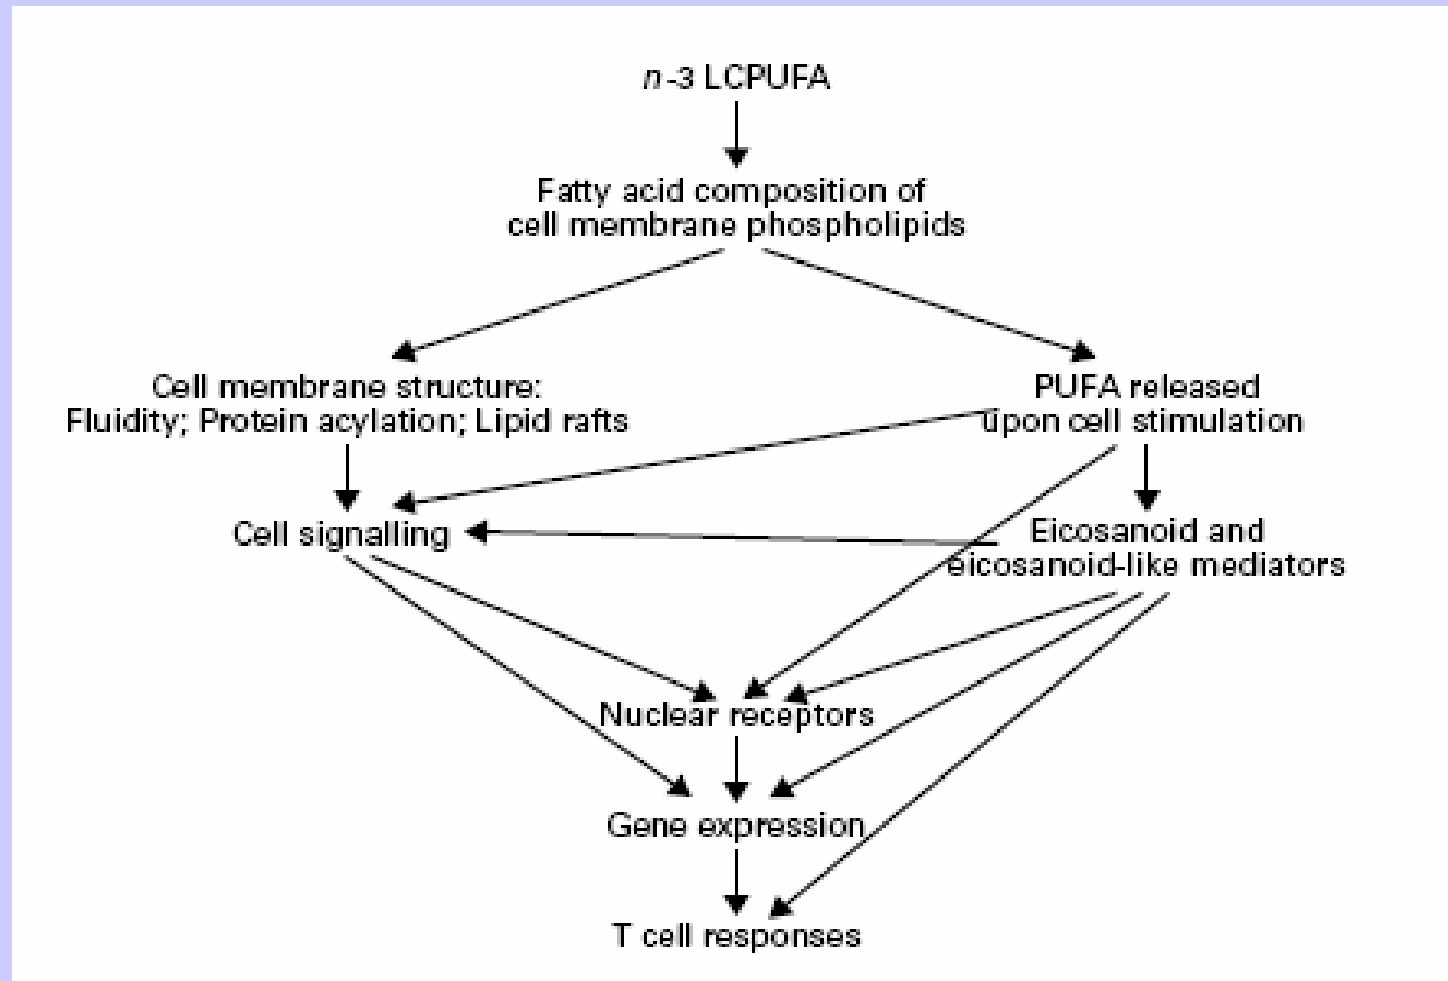 n-3 LCPUFA
Fatty acid composition of
cell membrane phospholipids
Cell membrane structure:
Fluidity; Protein acylation; Lipid rafts
PUFA released
upon cell stimulation
Cell signalling
Eicosanoid and
eicosanoid-like mediators
Nuclear receptors
Gene expression
T cell responses